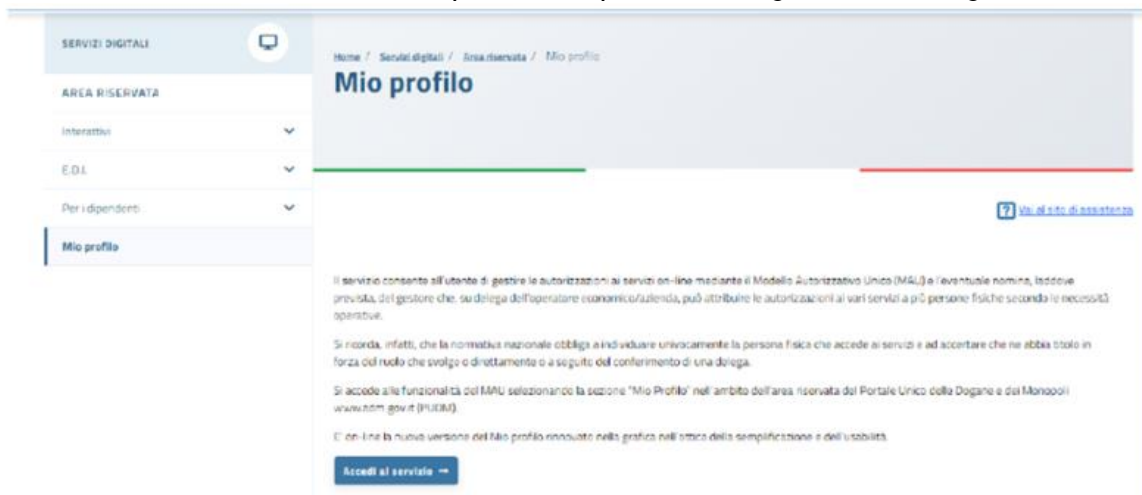 SERVIZI DIGITALI
AREA RISERVATA
Interattivi
E.D.I.
Per i dipendenti
Mio profilo
Home / Servizi digitali / Area riservata / Mio profilo
Mio profilo
? Vai al sito di assistenza
Il servizio consente all'utente di gestire le autorizzazioni ai servizi on-line mediante il Modello Autorizzativo Unico (MAU) e l'eventuale nomina, laddove
prevista, del gestore che, su delega dell'operatore economico/azienda, può attribuire le autorizzazioni ai vari servizi a più persone fisiche secondo le necessità
operative.
Si ricorda, infatti, che la normativa nazionale obbliga a individuare univocamente la persona fisica che accede ai servizi e ad accertare che ne abbia titolo in
forza del ruolo che svolge o direttamente o a seguito del conferimento di una delega.
Si accede alle funzionalità del MAU selezionando la sezione "Mio Profilo" nell'ambito dell'area riservata del Portale Unico delle Dogane e dei Monopoli
www.adm.gov.it (PUDM).
E' on-line la nuova versione del Mio profilo rinnovato nella grafica nell'ottica della semplificazione e dell'usabilità.
Accedi al servizio →